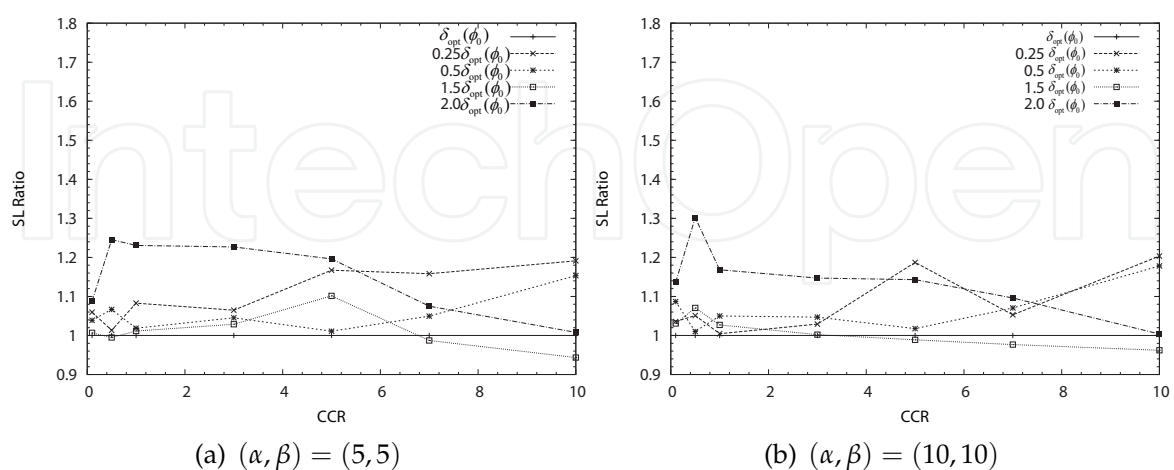 IntechOpen
1.8
1.7
1.6
1.5
1.4
1.3
1.2
1.1
1
0.9
SL Ratio
0 2 4 6 8 10
CCR
δopt(ϕ0)
0.25δopt(ϕ0)
0.5δopt(ϕ0)
1.5δopt(ϕ0)
2.0δopt(ϕ0)
(a) (α, β) = (5, 5)
1.8
1.7
1.6
1.5
1.4
1.3
1.2
1.1
1
0.9
SL Ratio
0 2 4 6 8 10
CCR
δopt(ϕ0)
0.25 δopt(ϕ0)
0.5 δopt(ϕ0)
1.5 δopt(ϕ0)
2.0 δopt(ϕ0)
(b) (α, β) = (10, 10)